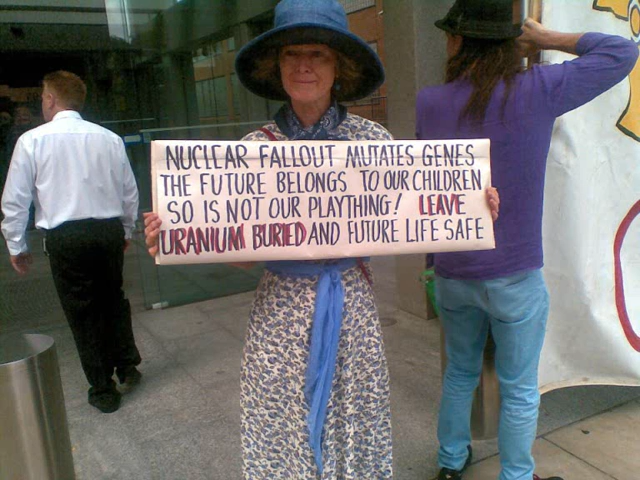 NUCLEAR FALLOUT MUTATES GENES
THE FUTURE BELONGS TO OUR CHILDREN
SO IS NOT OUR PLAYTHING! LEAVE
URANIUM BURIED AND FUTURE LIFE SAFE